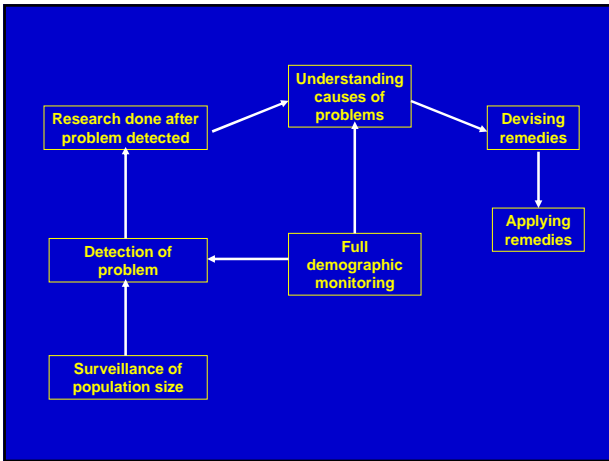 Understanding
causes of
problems
Research done after
problem detected
Devising
remedies
Applying
remedies
Detection of
problem
Full
demographic
monitoring
Surveillance of
population size